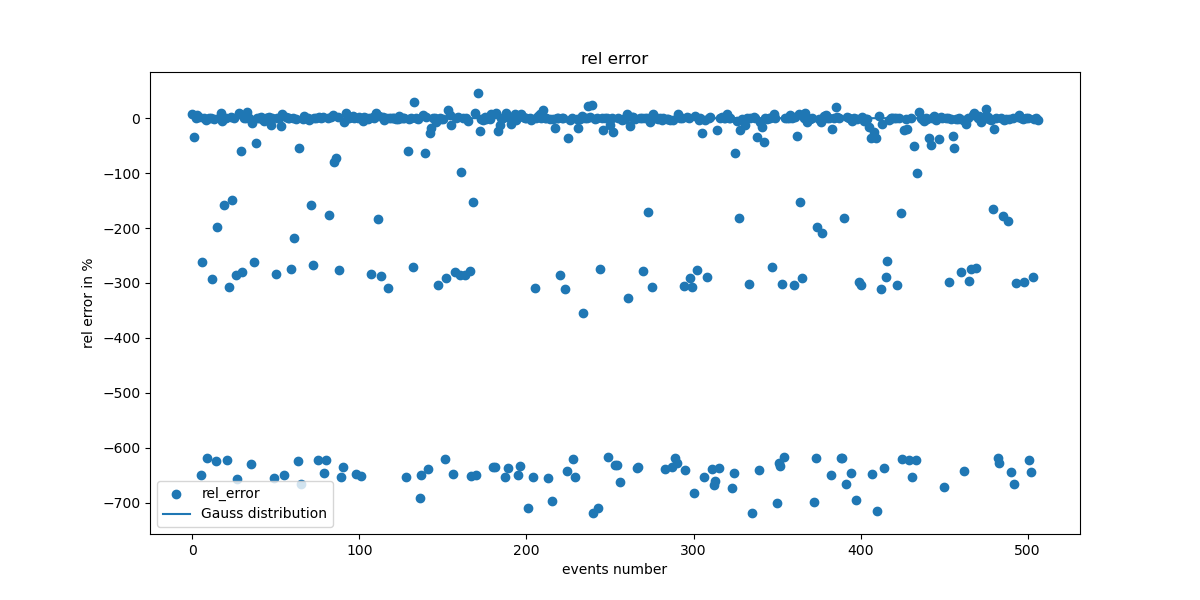 rel error
rel error in %
0
−100
−200
−300
−400
−500
−600
−700
rel_error
Gauss distribution
0 100 200 300 400 500
events number